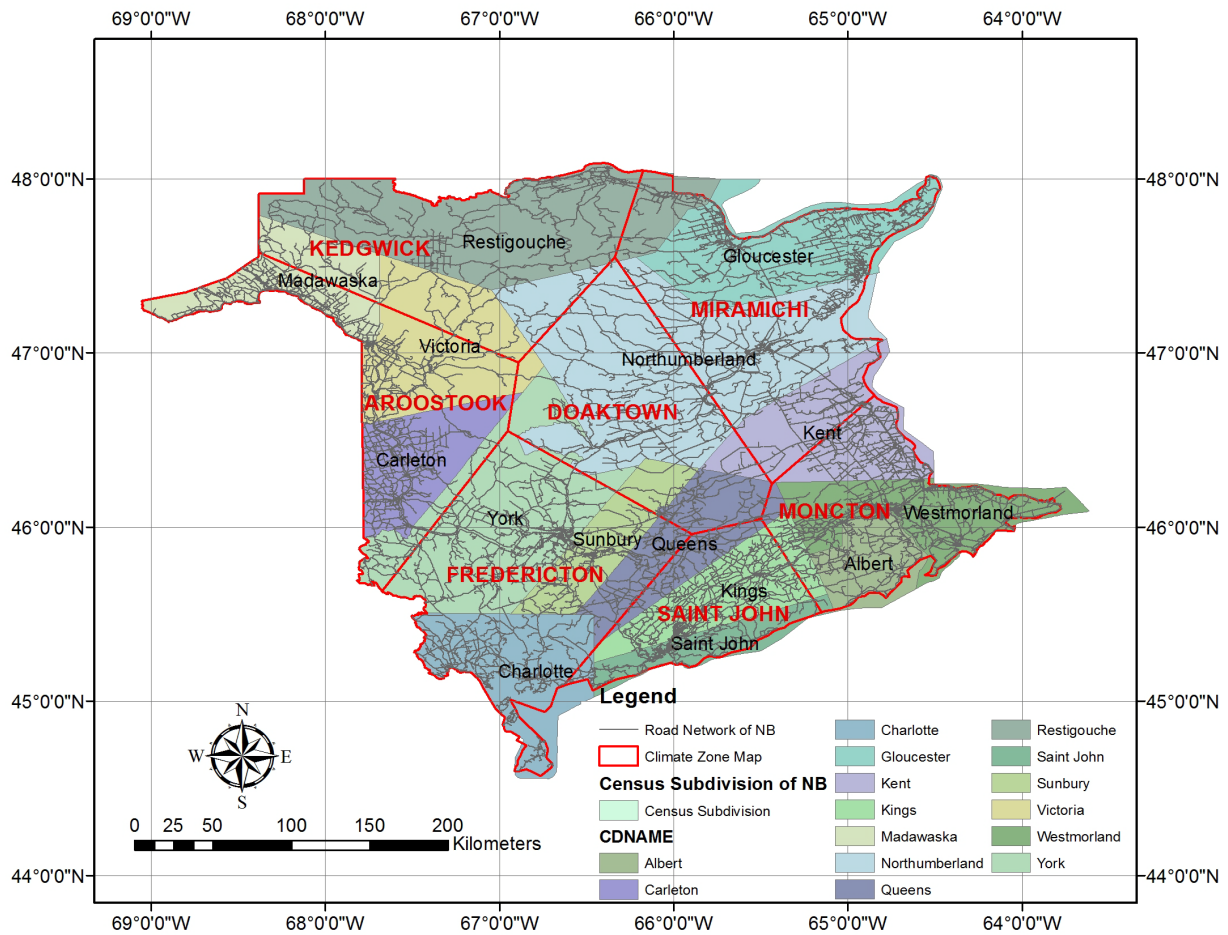 69°0'0"W 68°0'0"W 67°0'0"W 66°0'0"W 65°0'0"W 64°0'0"W
48°0'0"N 48°0'0"N
KEDGWICK
Restigouche
Gloucester
Madawaska
MIRAMICHI
Victoria
47°0'0"N 47°0'0"N
Northumberland
AROOSTOOK
DOAKTOWN
Carleton
Kent
York
MONCTON
Westmorland
46°0'0"N 46°0'0"N
Sunbury
Queens
Albert
FREDERICTON
Kings
SAINT JOHN
Saint John
Charlotte
45°0'0"N 45°0'0"N
Legend
Road Network of NB
Climate Zone Map
Census Subdivision of NB
Census Subdivision
CDNAME
Albert
Carleton
Charlotte
Gloucester
Kent
Kings
Madawaska
Northumberland
Queens
Restigouche
Saint John
Sunbury
Victoria
Westmorland
York
N
W E
S
0 25 50 100 150 200
Kilometers
44°0'0"N 44°0'0"N
69°0'0"W 68°0'0"W 67°0'0"W 66°0'0"W 65°0'0"W 64°0'0"W